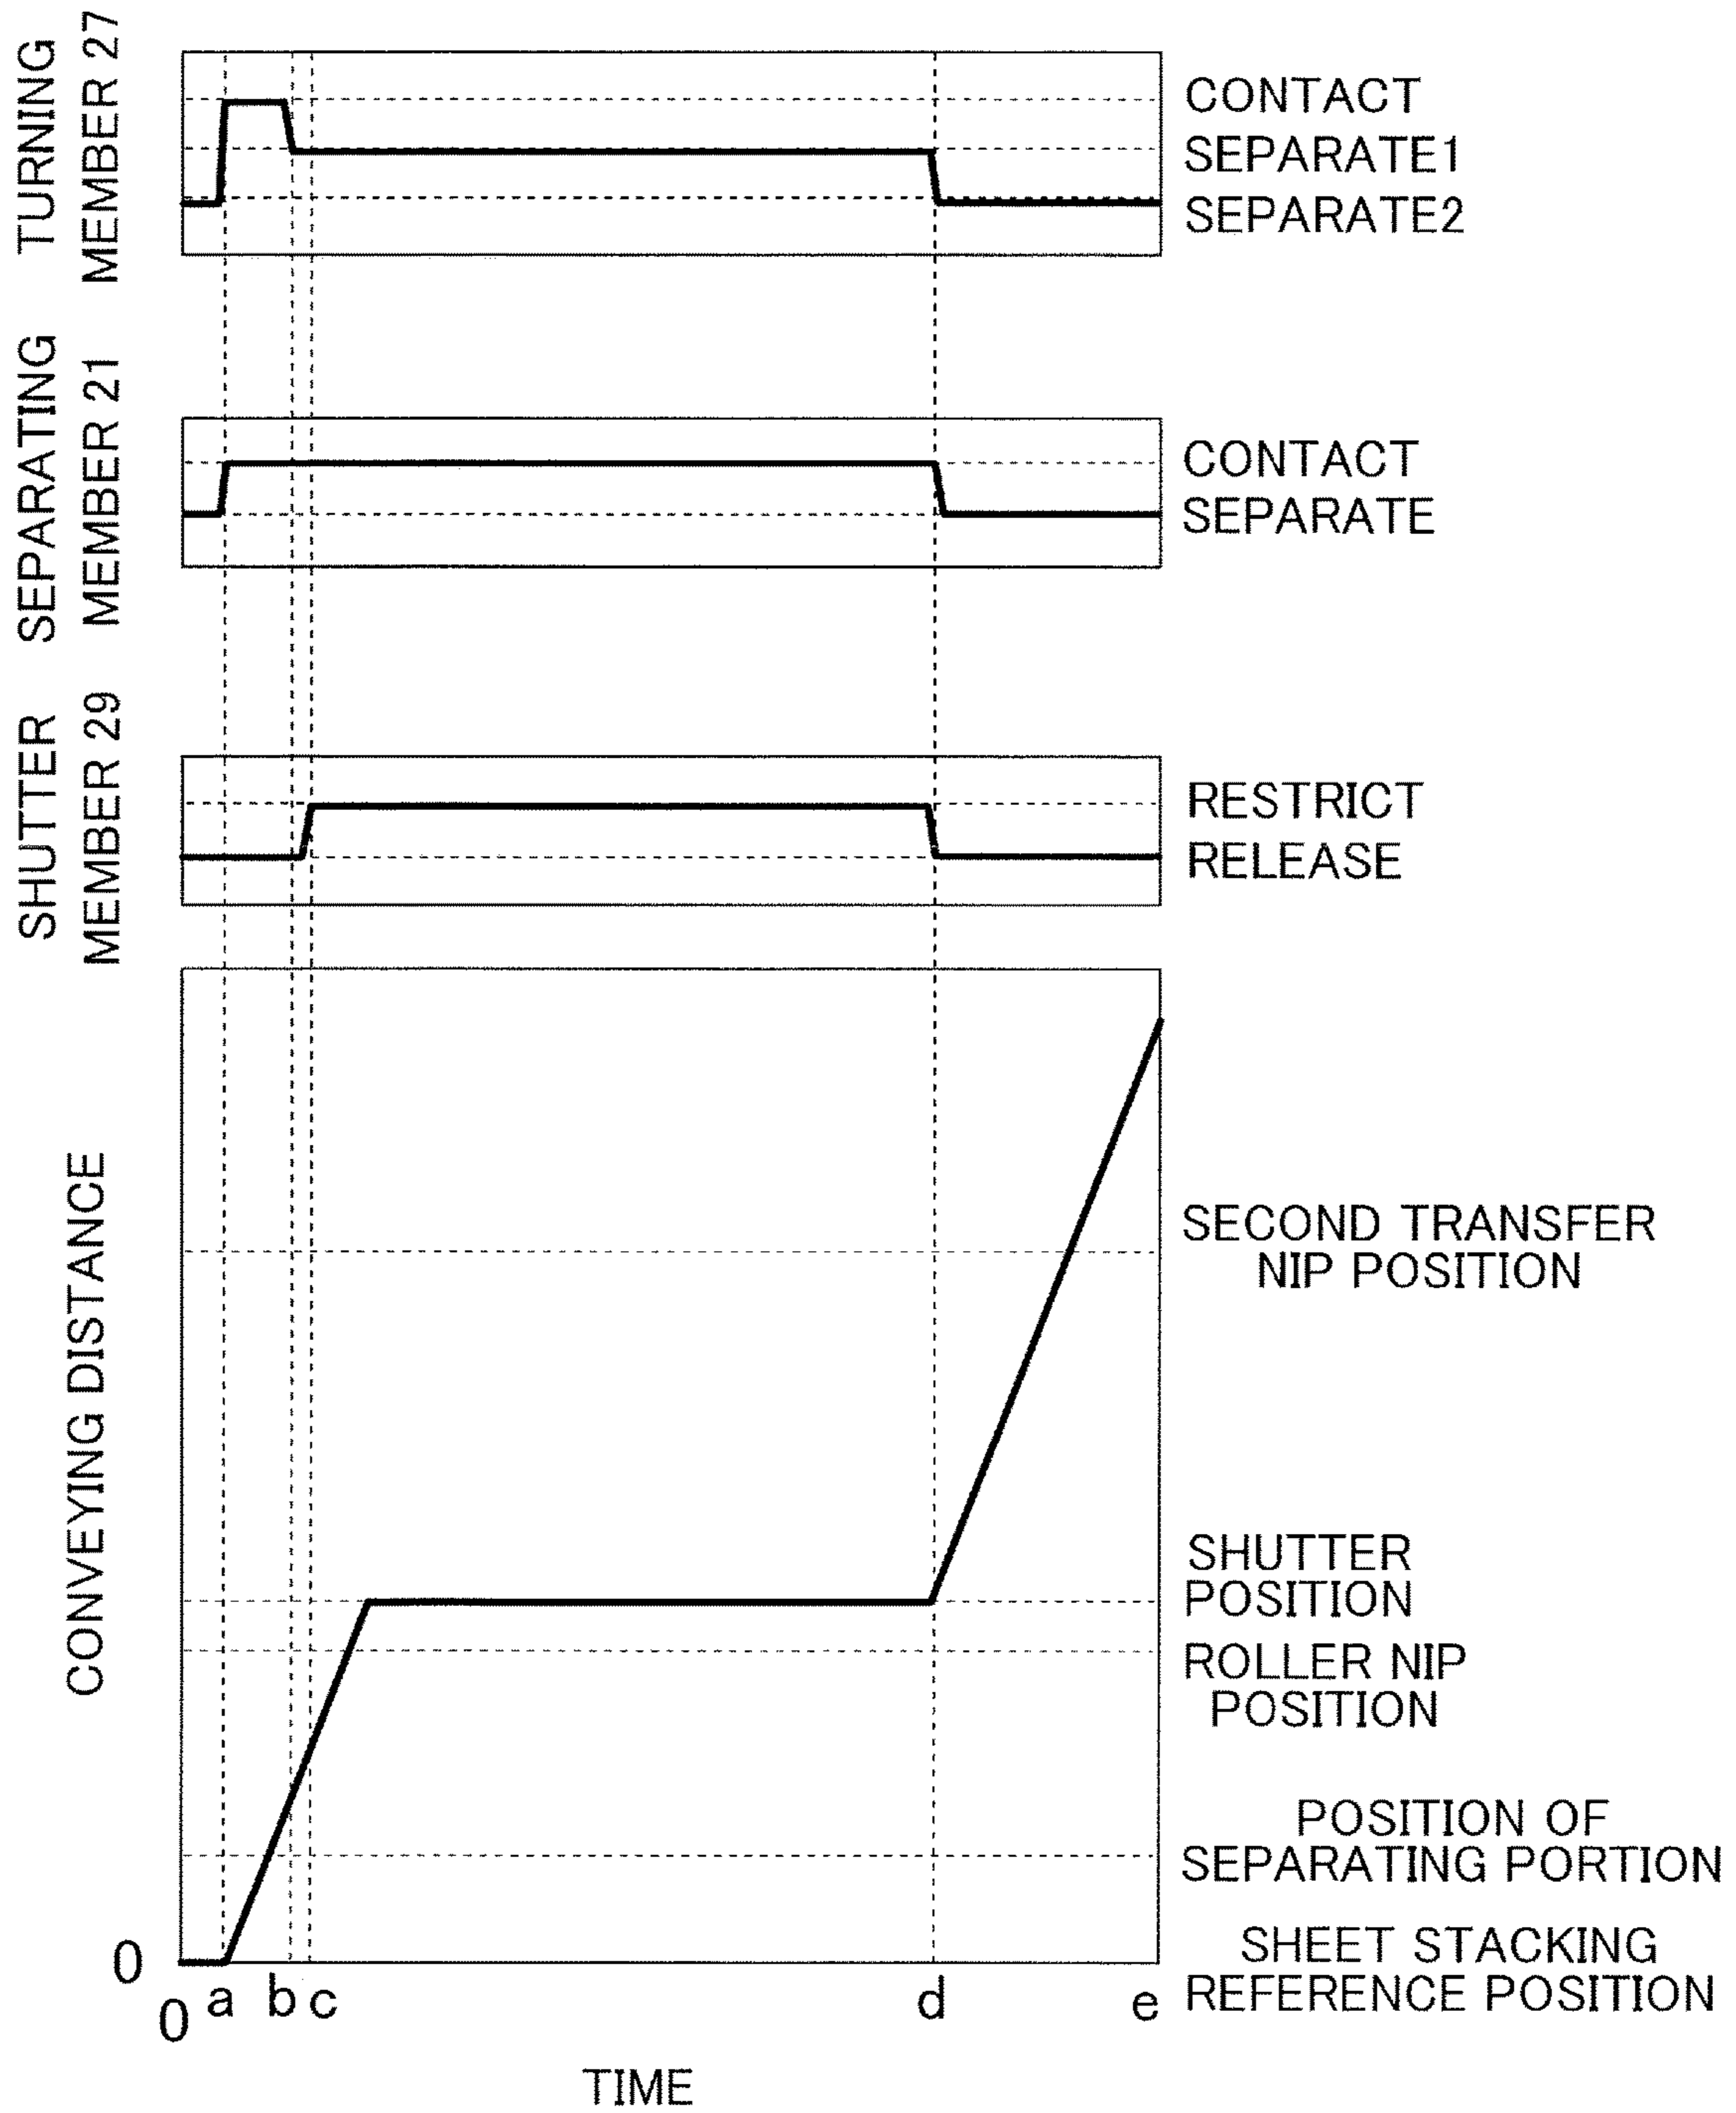 TURNING
MEMBER 27
CONTACT
SEPARATE1
SEPARATE2
SEPARATING
MEMBER 21
CONTACT
SEPARATE
SHUTTER
MEMBER 29
RESTRICT
RELEASE
CONVEYING DISTANCE
SECOND TRANSFER
NIP POSITION
SHUTTER
POSITION
ROLLER NIP
POSITION
POSITION OF
SEPARATING PORTION
SHEET STACKING
REFERENCE POSITION
0
0 a b c d e
TIME